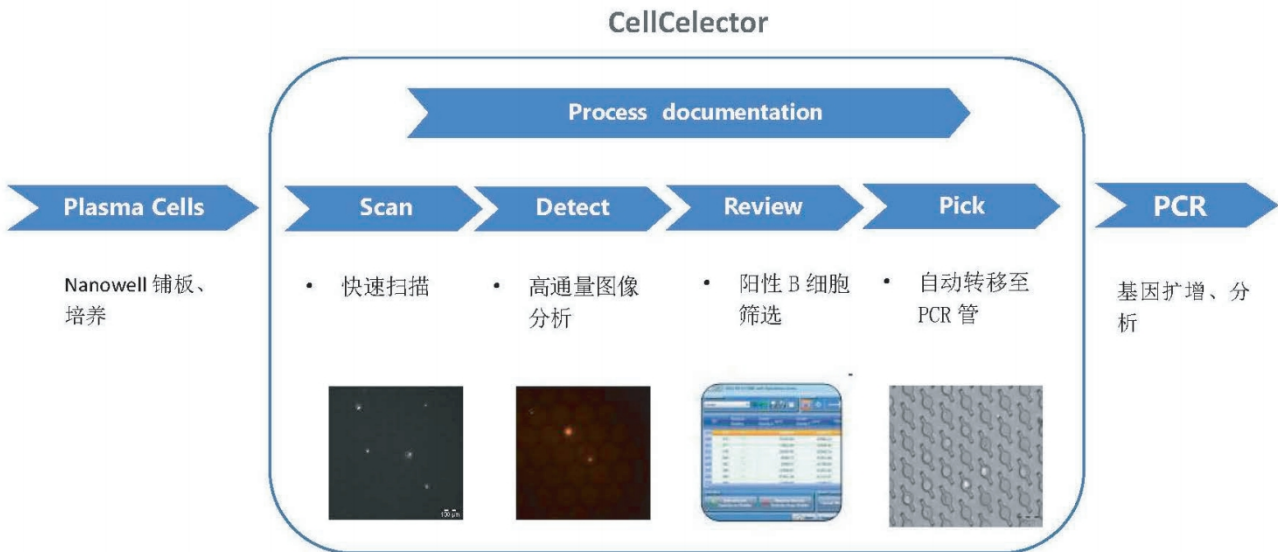 CellCelector
Process documentation
Plasma Cells
Scan
Detect
Review
Pick
PCR
Nanowell 铺板、
培养
• 快速扫描
• 高通量图像
分析
• 阳性 B 细胞
筛选
• 自动转移至
PCR 管
基因扩增、分
析
100 μm